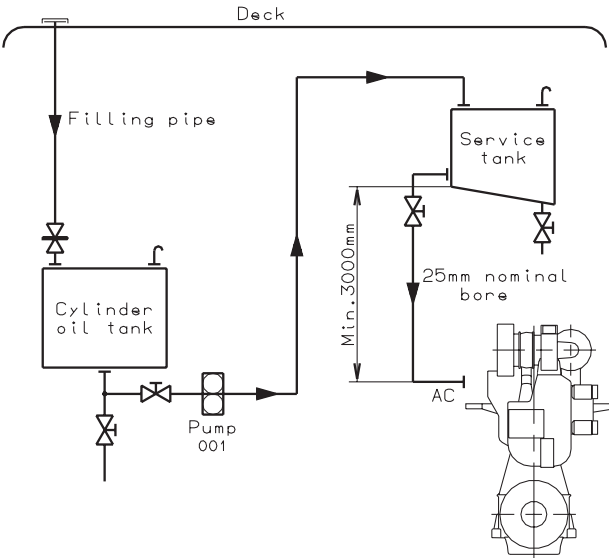 Deck
Filling pipe
Service
tank
Min.3000mm
25mm nominal
bore
Cylinder
oil tank
AC
Pump
001